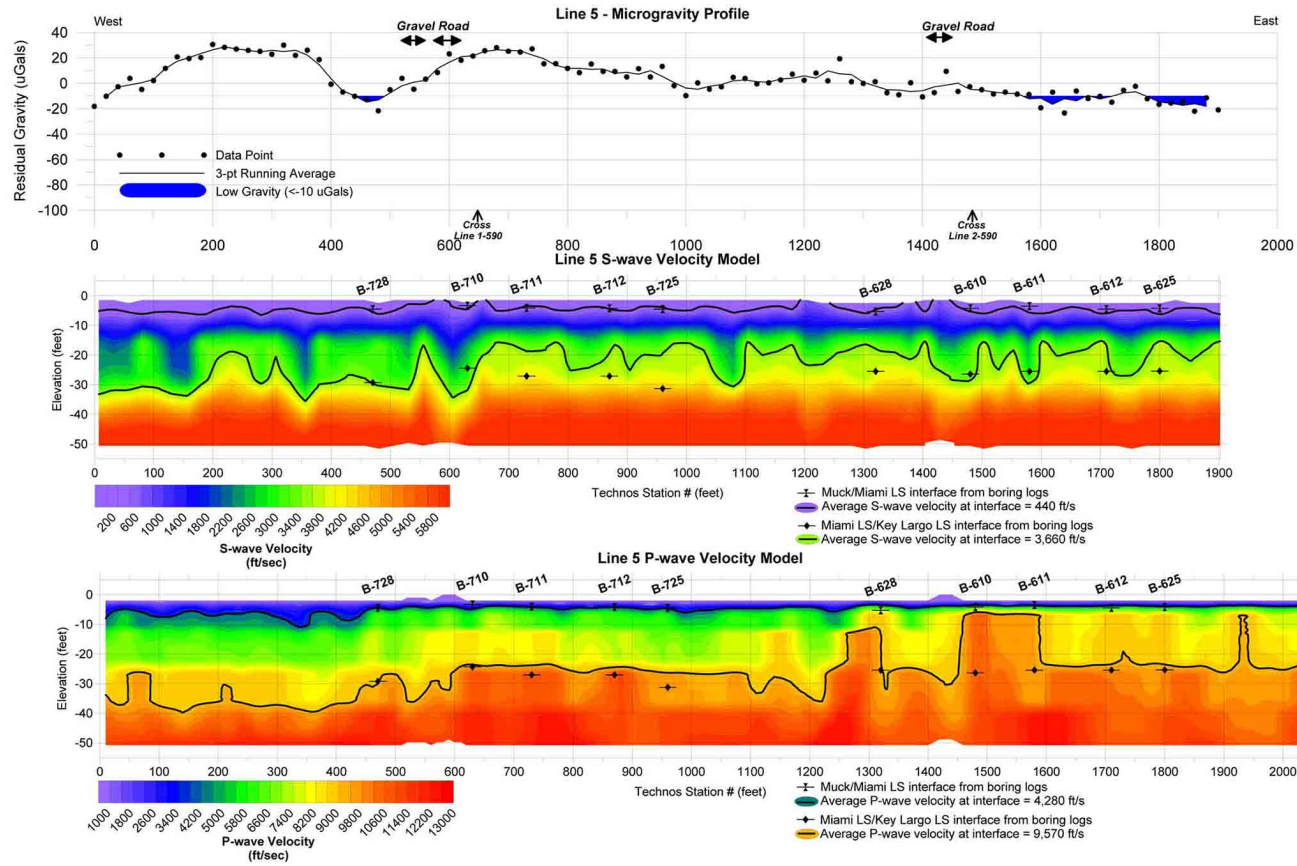 Line 5 - Microgravity Profile
West
East
Gravel Road
Gravel Road
Residual Gravity (uGals)
60
40
20
0
-20
-40
-60
-80
-100
Data Point
3-pt Running Average
Low Gravity (<-10 uGals)
Cross
Line 1-590
Cross
Line 2-590
0 200 400 600 800 1000 1200 1400 1600 1800 2000
Line 5 S-wave Velocity Model
B-728 B-710 B-711 B-712 B-725 B-628 B-610 B-611 B-612 B-625
Elevation (feet)
0
-10
-20
-30
-40
-50
0 100 200 300 400 500 600 700 800 900 1000 1100 1200 1300 1400 1500 1600 1700 1800 1900
Technos Station # (feet)
200 600 1000 1400 1800 2200 2600 3000 3400 3800 4200 4600 5000 5400 5800
S-wave Velocity
(ft/sec)
Muck/Miami LS interface from boring logs
Average S-wave velocity at interface = 440 ft/s
Miami LS/Key Largo LS interface from boring logs
Average S-wave velocity at interface = 3,660 ft/s
Line 5 P-wave Velocity Model
B-728 B-710 B-711 B-712 B-725 B-628 B-610 B-611 B-612 B-625
Elevation (feet)
0
-10
-20
-30
-40
-50
0 100 200 300 400 500 600 700 800 900 1000 1100 1200 1300 1400 1500 1600 1700 1800 1900 2000
Technos Station # (feet)
1000 1800 2600 3400 4200 5000 5800 6600 7400 8200 9000 9800 10600 11400 12200 13000
P-wave Velocity
(ft/sec)
Muck/Miami LS interface from boring logs
Average P-wave velocity at interface = 4,280 ft/s
Miami LS/Key Largo LS interface from boring logs
Average P-wave velocity at interface = 9,570 ft/s